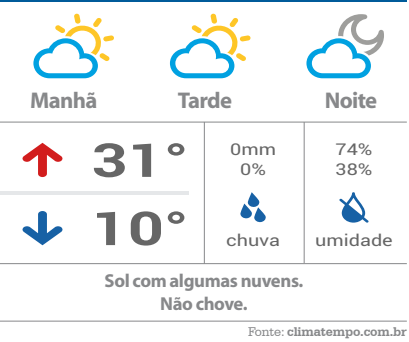 Manhã Tarde Noite
31°
10°
0mm
0%
chuva
74%
38%
umidade
Sol com algumas nuvens.
Não chove.
Fonte: climatempo.com.br